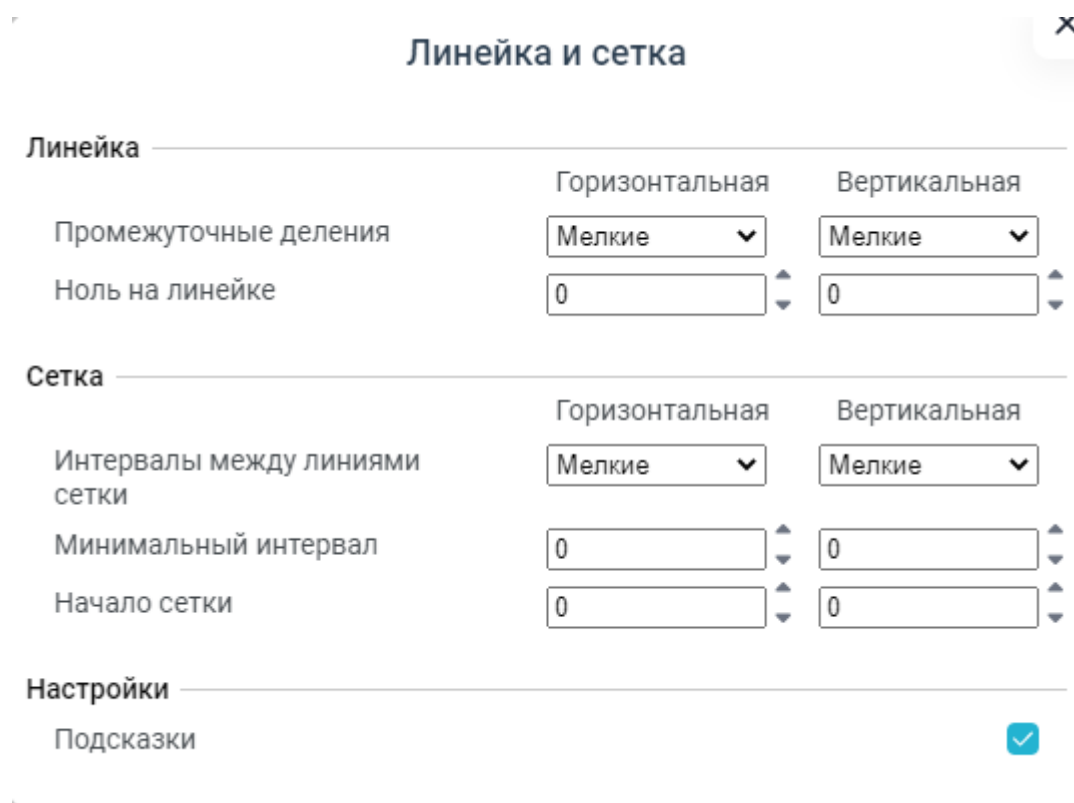 Линейка и сетка
Линейка
Горизонтальная Вертикальная
Промежуточные деления Мелкие Мелкие
Ноль на линейке 0 0
Сетка
Горизонтальная Вертикальная
Интервалы между линиями Мелкие Мелкие
сетки
Минимальный интервал 0 0
Начало сетки 0 0
Настройки
Подсказки